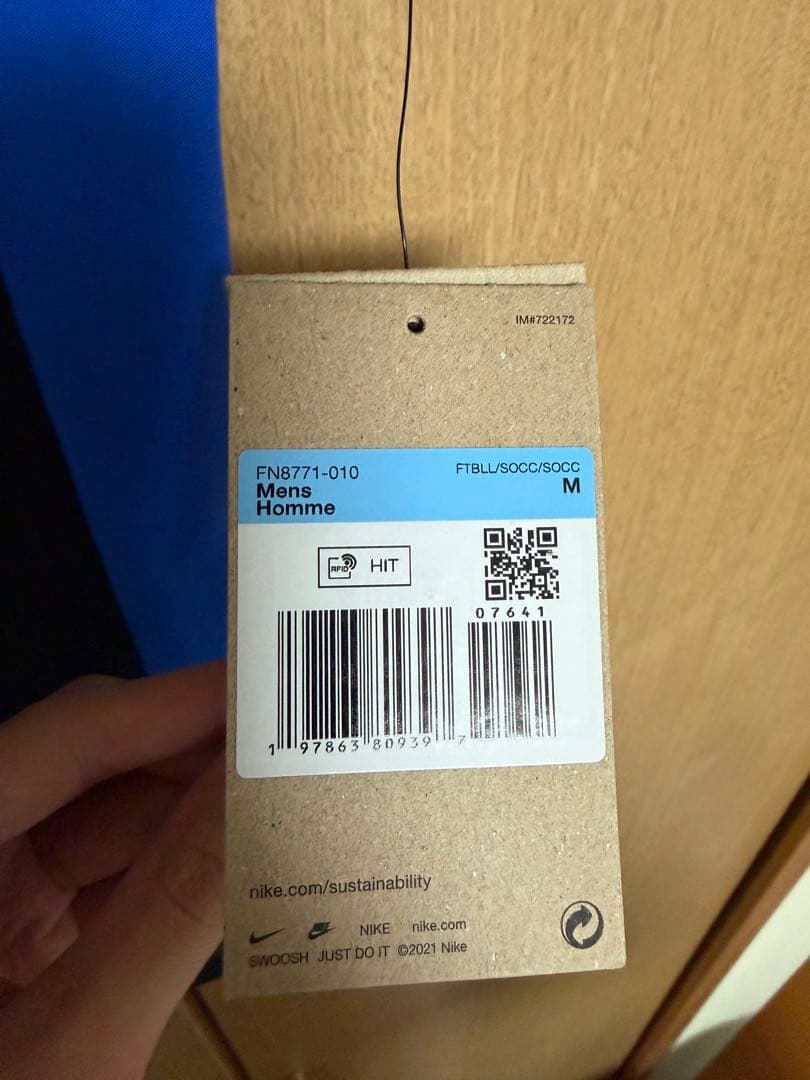 IM#722172
FN8771-010
Mens
Homme
FTBLL/SOCC/SOCC
M
RFID HIT
07641
1 97863 80939 7
nike.com/sustainability
NIKE nike.com
SWOOSH JUST DO IT ©2021 Nike